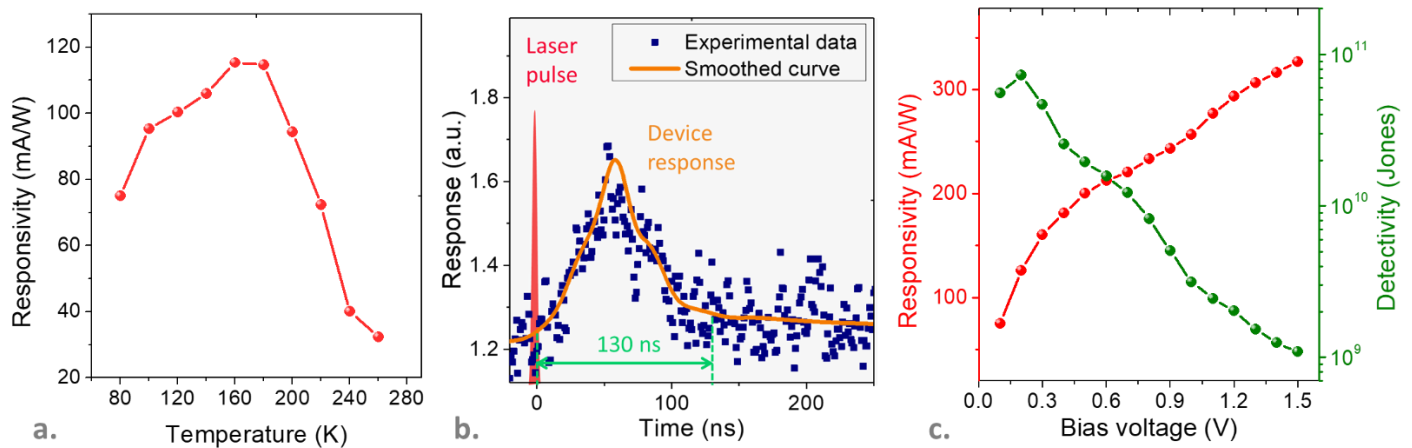 120
100
80
60
40
20
Responsivity (mA/W)
80
120
160
200
240
280
Temperature (K)
a.
Laser
pulse
Experimental data
Smoothed curve
Device
response
1.8
1.6
1.4
1.2
Response (a.u.)
130 ns
0
100
200
Time (ns)
b.
300
200
100
Responsivity (mA/W)
10¹¹
10¹⁰
10⁹
Detectivity (Jones)
0.0
0.3
0.6
0.9
1.2
1.5
Bias voltage (V)
c.